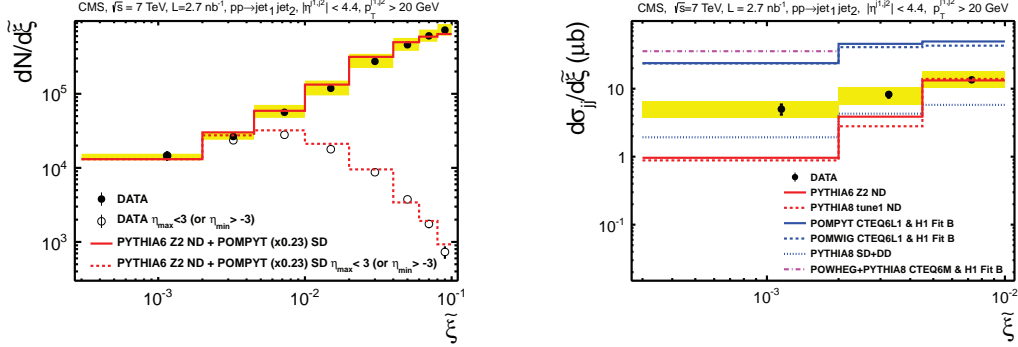 CMS, √s = 7 TeV, L=2.7 nb⁻¹, pp→jet₁ jet₂, |η^j1,j2| < 4.4, p_T^j1,j2 > 20 GeV
dN/dξ̃
10⁶
10⁵
10⁴
10³
DATA
DATA η_max<3 (or η_min> -3)
PYTHIA6 Z2 ND + POMPYT (x0.23) SD
PYTHIA6 Z2 ND + POMPYT (x0.23) SD η_max< 3 (or η_min> -3)
10⁻³ 10⁻² 10⁻¹
ξ̃
CMS, √s=7 TeV, L = 2.7 nb⁻¹, pp→jet₁ jet₂, |η^j1,j2| < 4.4, p_T^j1,j2 > 20 GeV
dσ_jj/dξ̃ (μb)
10
1
10⁻¹
DATA
PYTHIA6 Z2 ND
PYTHIA8 tune1 ND
POMPYT CTEQ6L1 & H1 Fit B
POMWIG CTEQ6L1 & H1 Fit B
PYTHIA8 SD+DD
POWHEG+PYTHIA8 CTEQ6M & H1 Fit B
10⁻³ 10⁻²
ξ̃